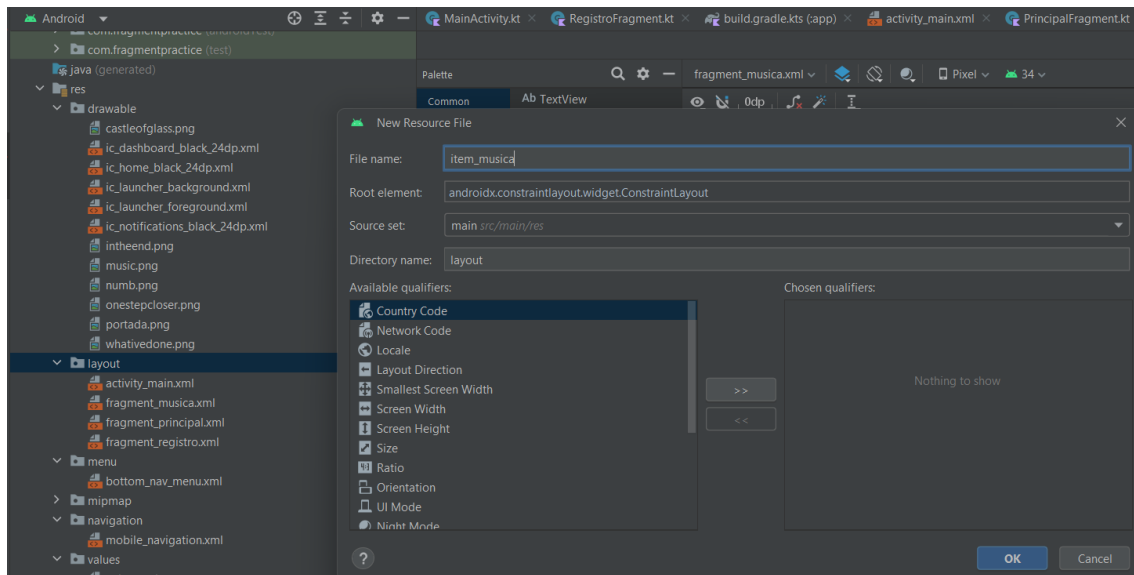 Android
MainActivity.kt
RegistroFragment.kt
build.gradle.kts (:app)
activity_main.xml
PrincipalFragment.kt
com.fragmentpractice (androidTest)
com.fragmentpractice (test)
java (generated)
res
drawable
castleofglass.png
ic_dashboard_black_24dp.xml
ic_home_black_24dp.xml
ic_launcher_background.xml
ic_launcher_foreground.xml
ic_notifications_black_24dp.xml
intheend.png
music.png
numb.png
onestepcloser.png
portada.png
whativedone.png
layout
activity_main.xml
fragment_musica.xml
fragment_principal.xml
fragment_registro.xml
menu
bottom_nav_menu.xml
mipmap
navigation
mobile_navigation.xml
values
Palette
fragment_musica.xml
Pixel
34
Common
Ab TextView
0dp
New Resource File
File name: item_musica
Root element: androidx.constraintlayout.widget.ConstraintLayout
Source set: main src/main/res
Directory name: layout
Available qualifiers:
Chosen qualifiers:
Country Code
Network Code
Locale
Layout Direction
Smallest Screen Width
Screen Width
Screen Height
Size
Ratio
Orientation
UI Mode
Night Mode
>>
<<
Nothing to show
?
OK
Cancel